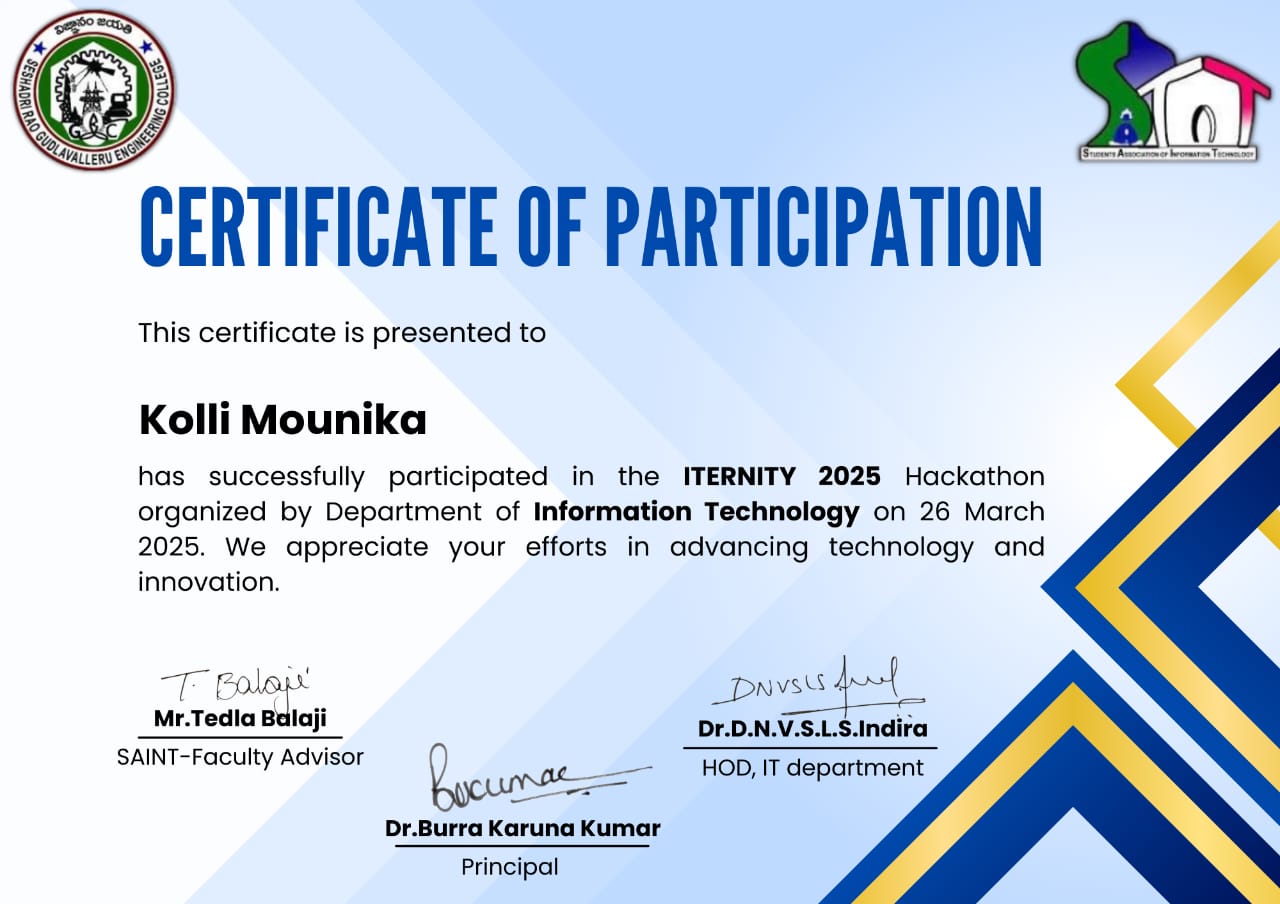 విజ్ఞానం జయతి
SESHADRI RAO GUDLAVALLERU ENGINEERING COLLEGE
GEC
STUDENTS ASSOCIATION OF INFORMATION TECHNOLOGY
CERTIFICATE OF PARTICIPATION
This certificate is presented to
Kolli Mounika
has successfully participated in the ITERNITY 2025 Hackathon
organized by Department of Information Technology on 26 March
2025. We appreciate your efforts in advancing technology and
innovation.
T. Balaji
Mr.Tedla Balaji
SAINT-Faculty Advisor
DNVSLS
Dr.D.N.V.S.L.S.Indira
HOD, IT department
Dr.Burra Karuna Kumar
Principal